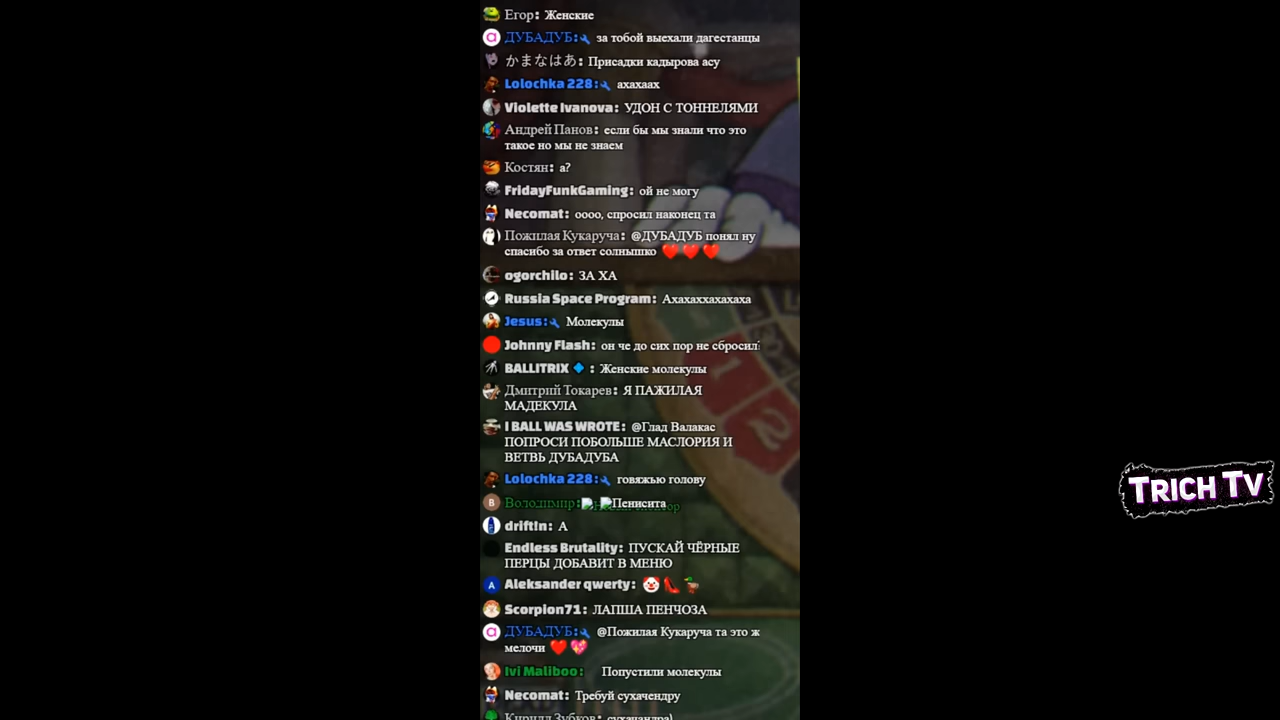 Егор: Женские
ДУБАДУБ: за тобой выехали дагестанцы
かまなはあ: Присадки кадырова асу
Lolochka 228: ахахаах
Violette Ivanova: УДОН С ТОННЕЛЯМИ
Андрей Панов: если бы мы знали что это
такое но мы не знаем
Костян: а?
FridayFunkGaming: ой не могу
Necomat: оооо, спросил наконец та
Пожилая Кукаруча: @ДУБАДУБ понял ну
спасибо за ответ солнышко ❤️ ❤️ ❤️
ogorchilo: ЗА ХА
Russia Space Program: Ахахаххахахаха
Jesus: Молекулы
Johnny Flash: он че до сих пор не сбросил
BALLITRIX 🔹 : Женские молекулы
Дмитрий Токарев: Я ПАЖИЛАЯ
МАДЕКУЛА
I BALL WAS WROTE: @Глад Валакас
ПОПРОСИ ПОБОЛЬШЕ МАСЛОРИЯ И
ВЕТВЬ ДУБАДУБА
Lolochka 228: говяжью голову
B Володимир: Пенисита
drift!n: А
Endless Brutality: ПУСКАЙ ЧЁРНЫЕ
ПЕРЦЫ ДОБАВИТ В МЕНЮ
A Aleksander qwerty: 🤡 👠 🦆
Scorpion71: ЛАПША ПЕНЧОЗА
ДУБАДУБ: @Пожилая Кукаруча та это ж
мелочи ❤️ 💖
Ivi Maliboo: Попустили молекулы
Necomat: Требуй сухачендру
Кирилл Зубков: сухачандра)
TRICH TV